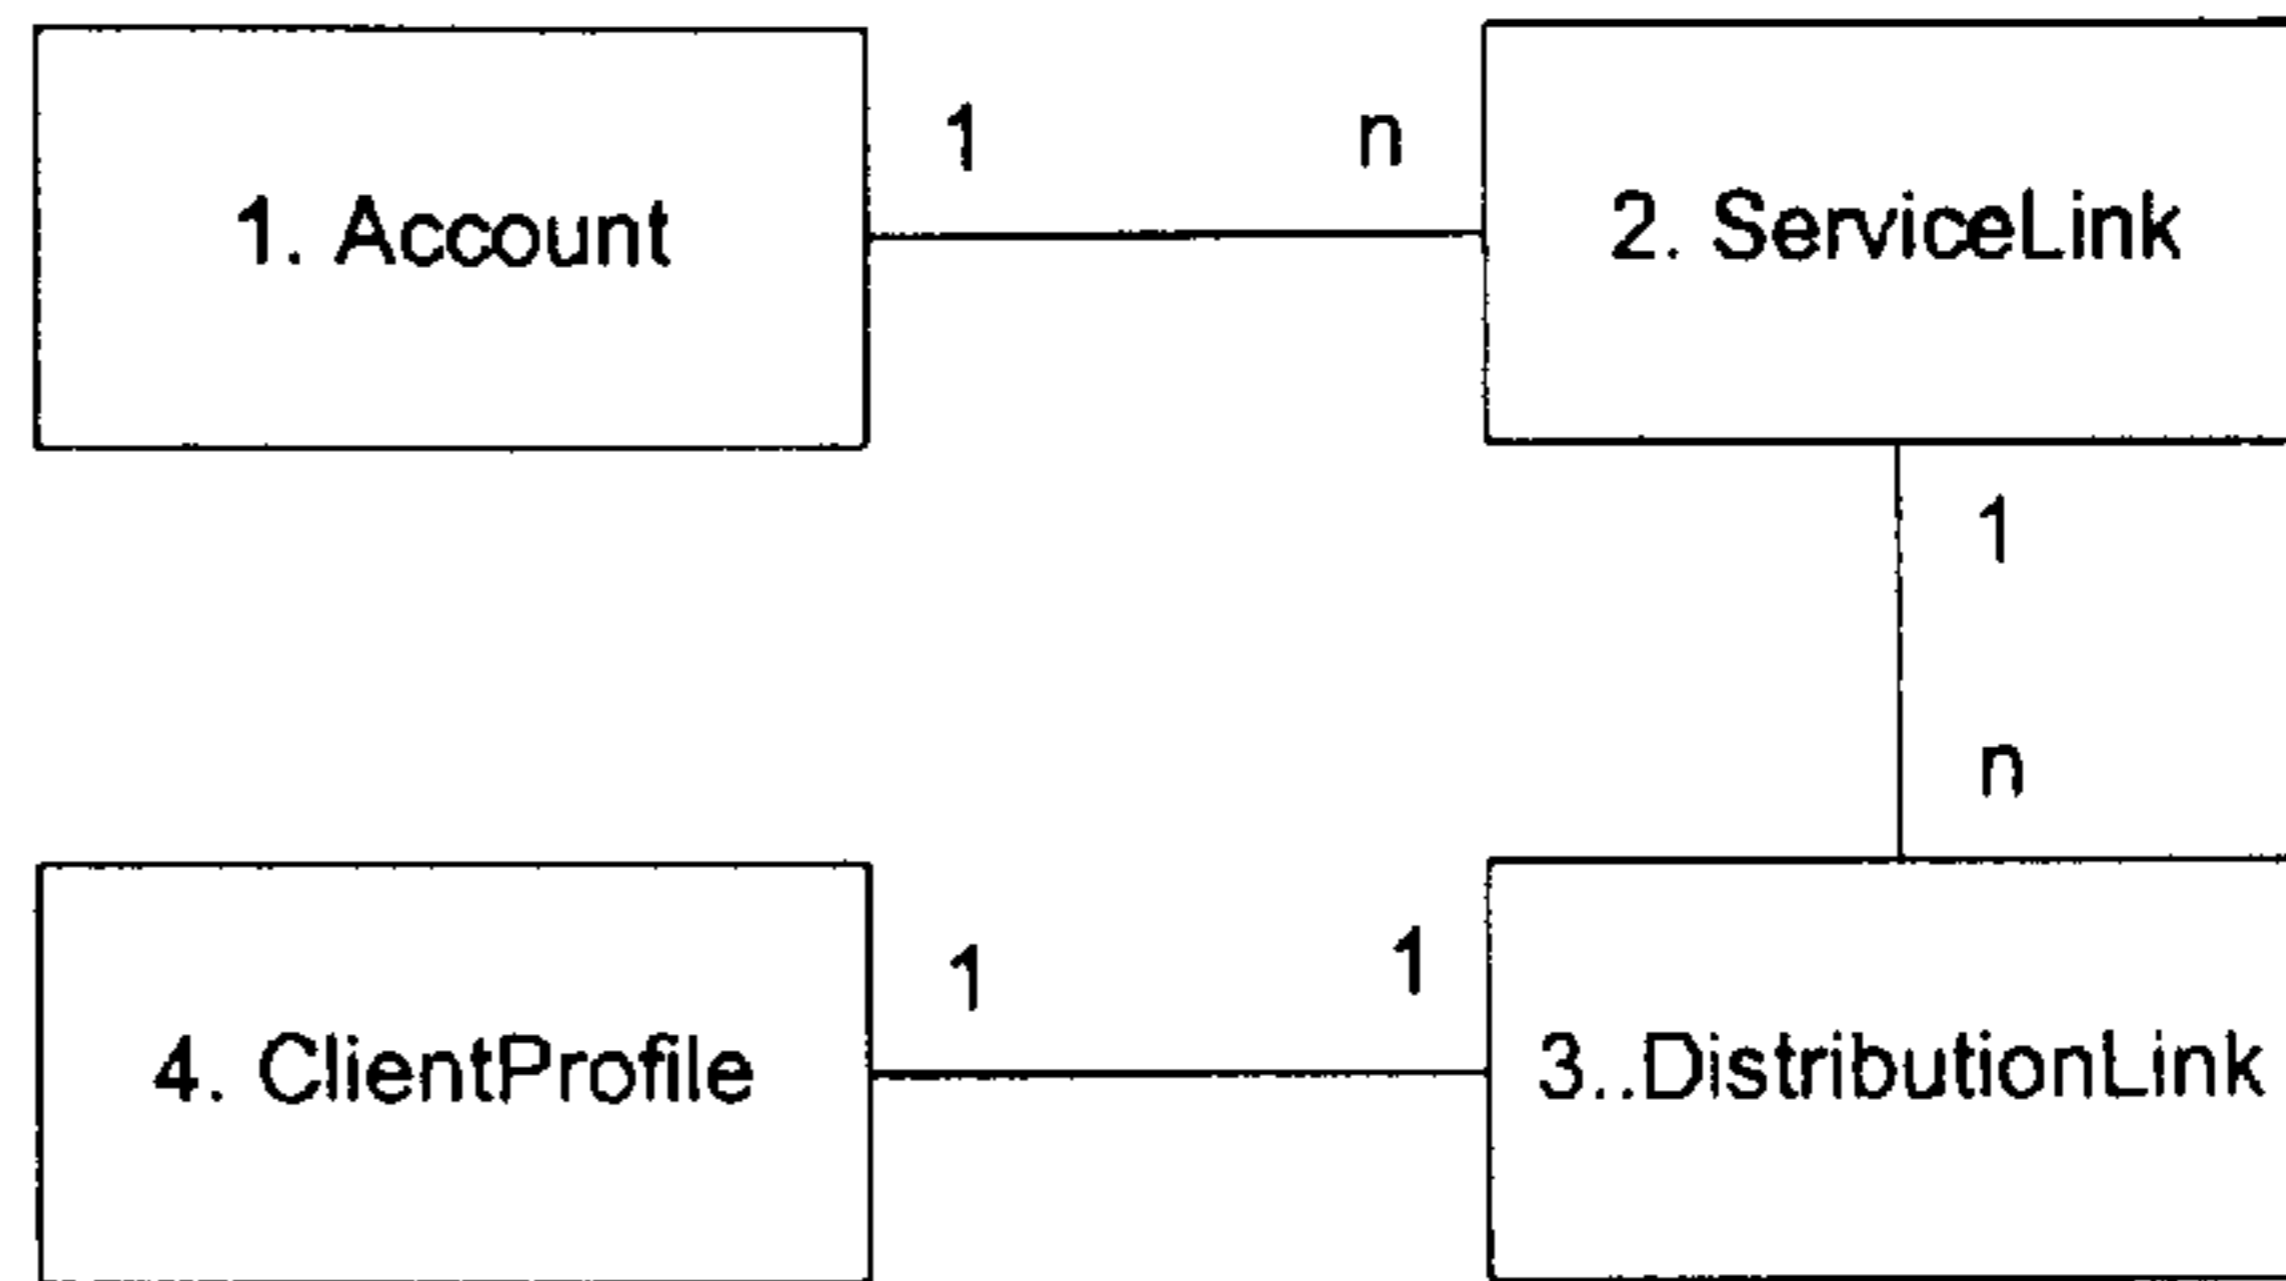 1. Account
1
n
2. ServiceLink
1
n
4. ClientProfile
1
1
3..DistributionLink